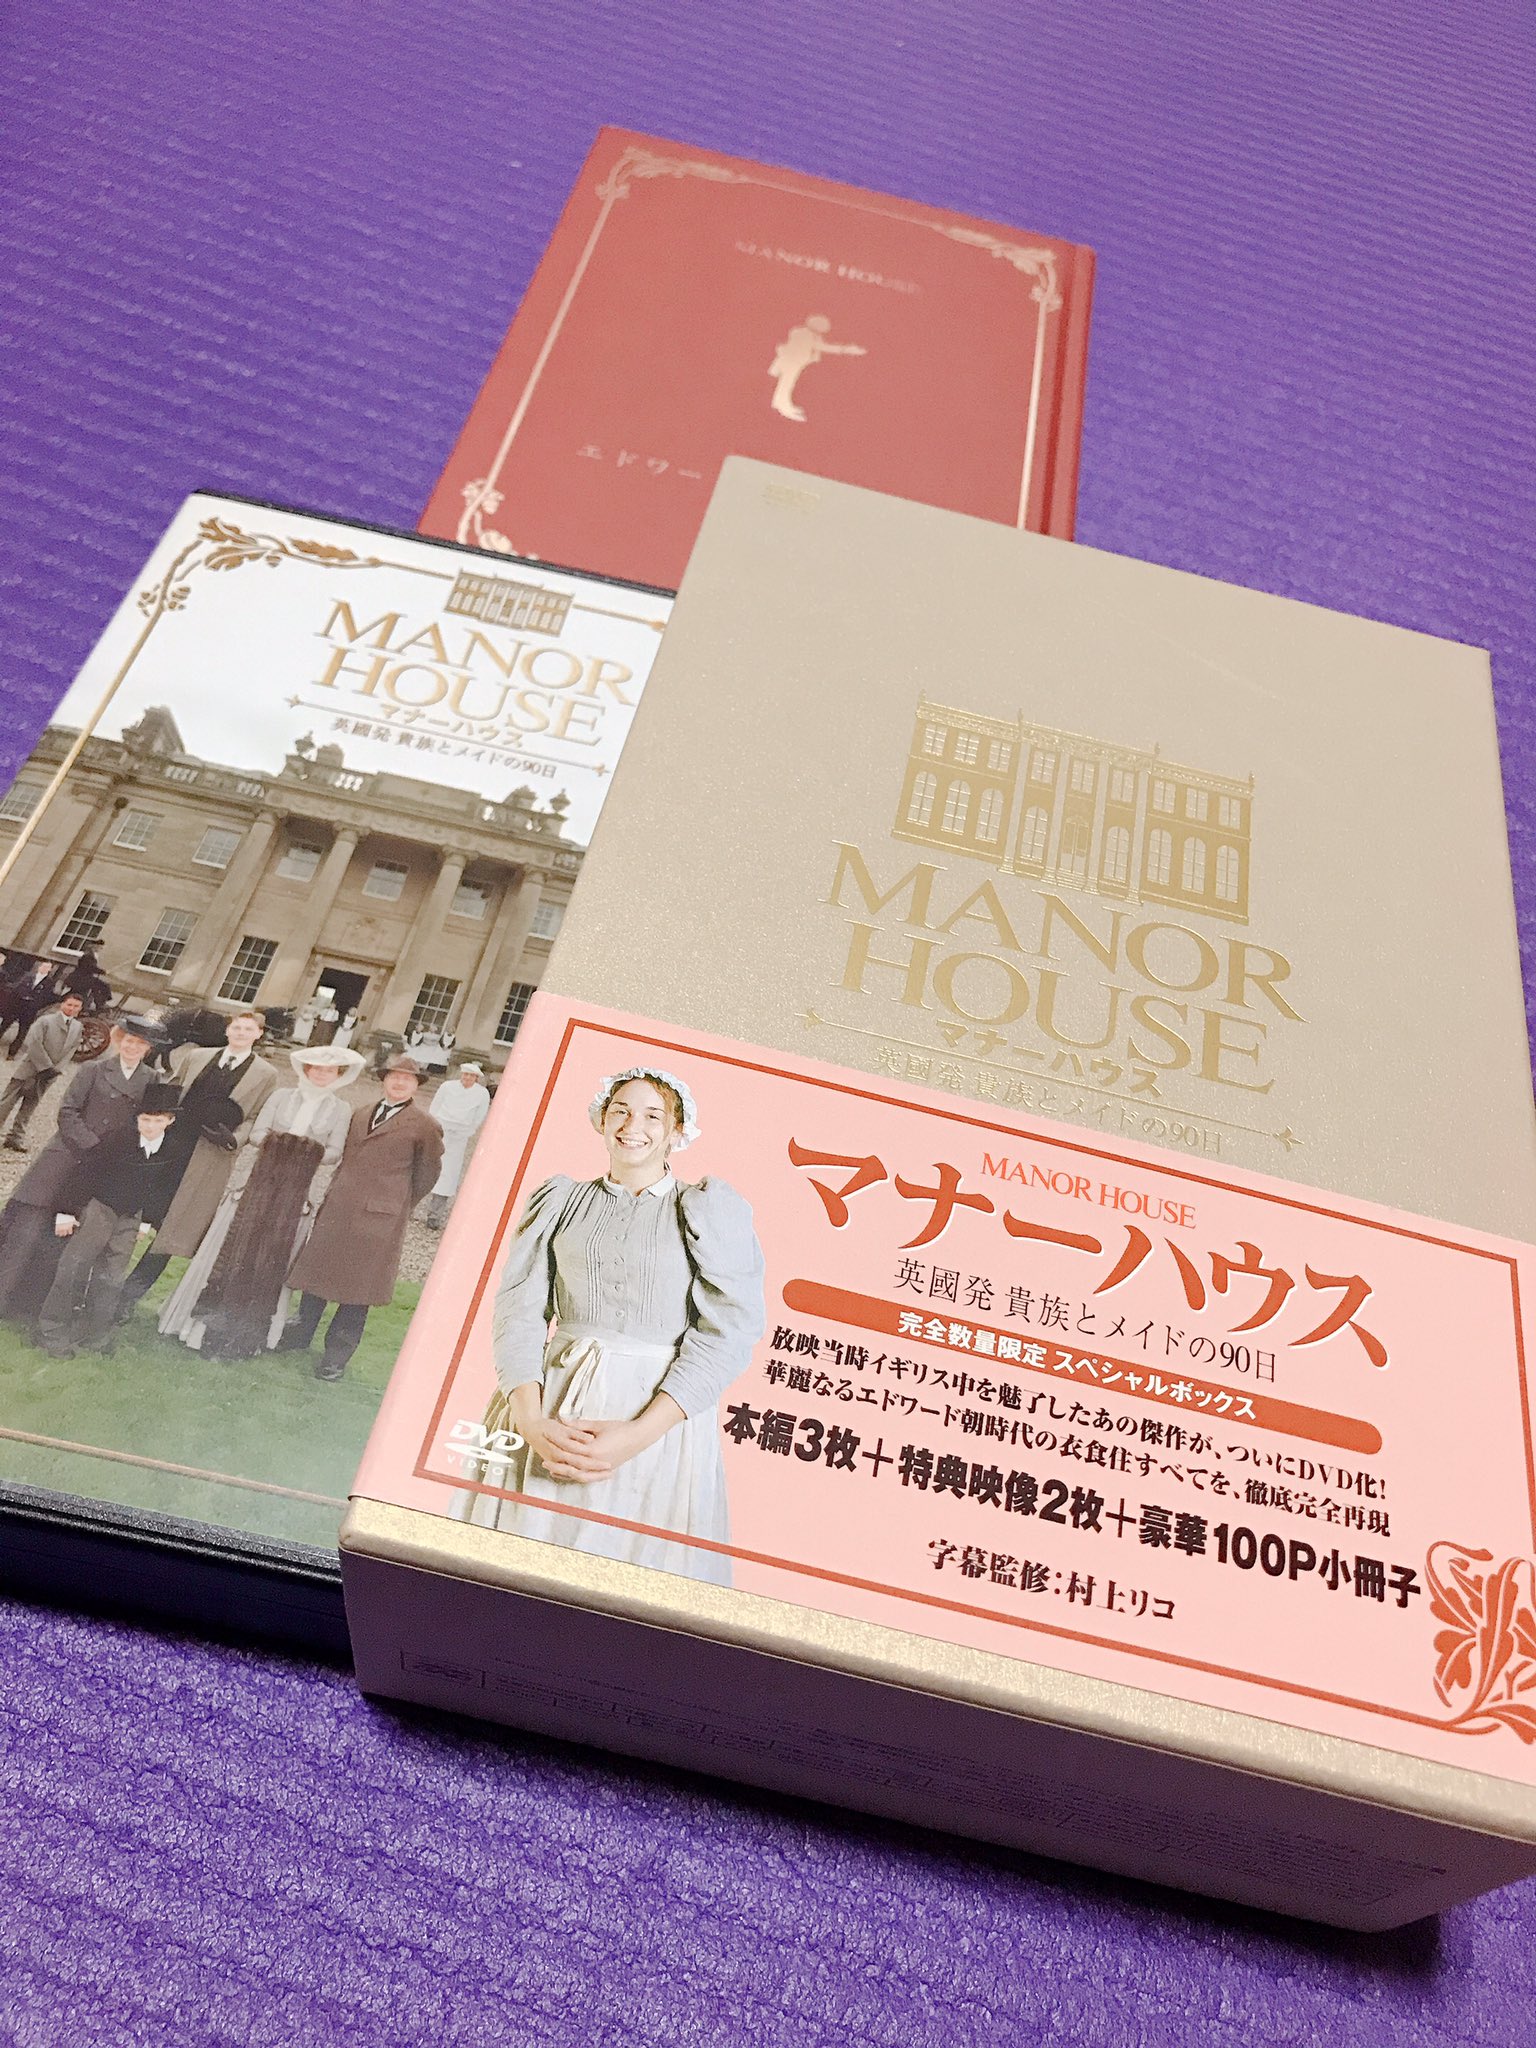 MANOR HOUSE
エドワー
MANOR
HOUSE
マナーハウス
英國発 貴族とメイドの90日
MANOR
HOUSE
マナーハウス
英國発 貴族とメイドの90日
MANOR HOUSE
マナーハウス
英國発 貴族とメイドの90日
完全数量限定 スペシャルボックス
放映当時イギリス中を魅了したあの傑作が、ついにDVD化!
華麗なるエドワード朝時代の衣食住すべてを、徹底完全再現
本編3枚+特典映像2枚+豪華100P小冊子
字幕監修:村上リコ
DVD
VIDEO